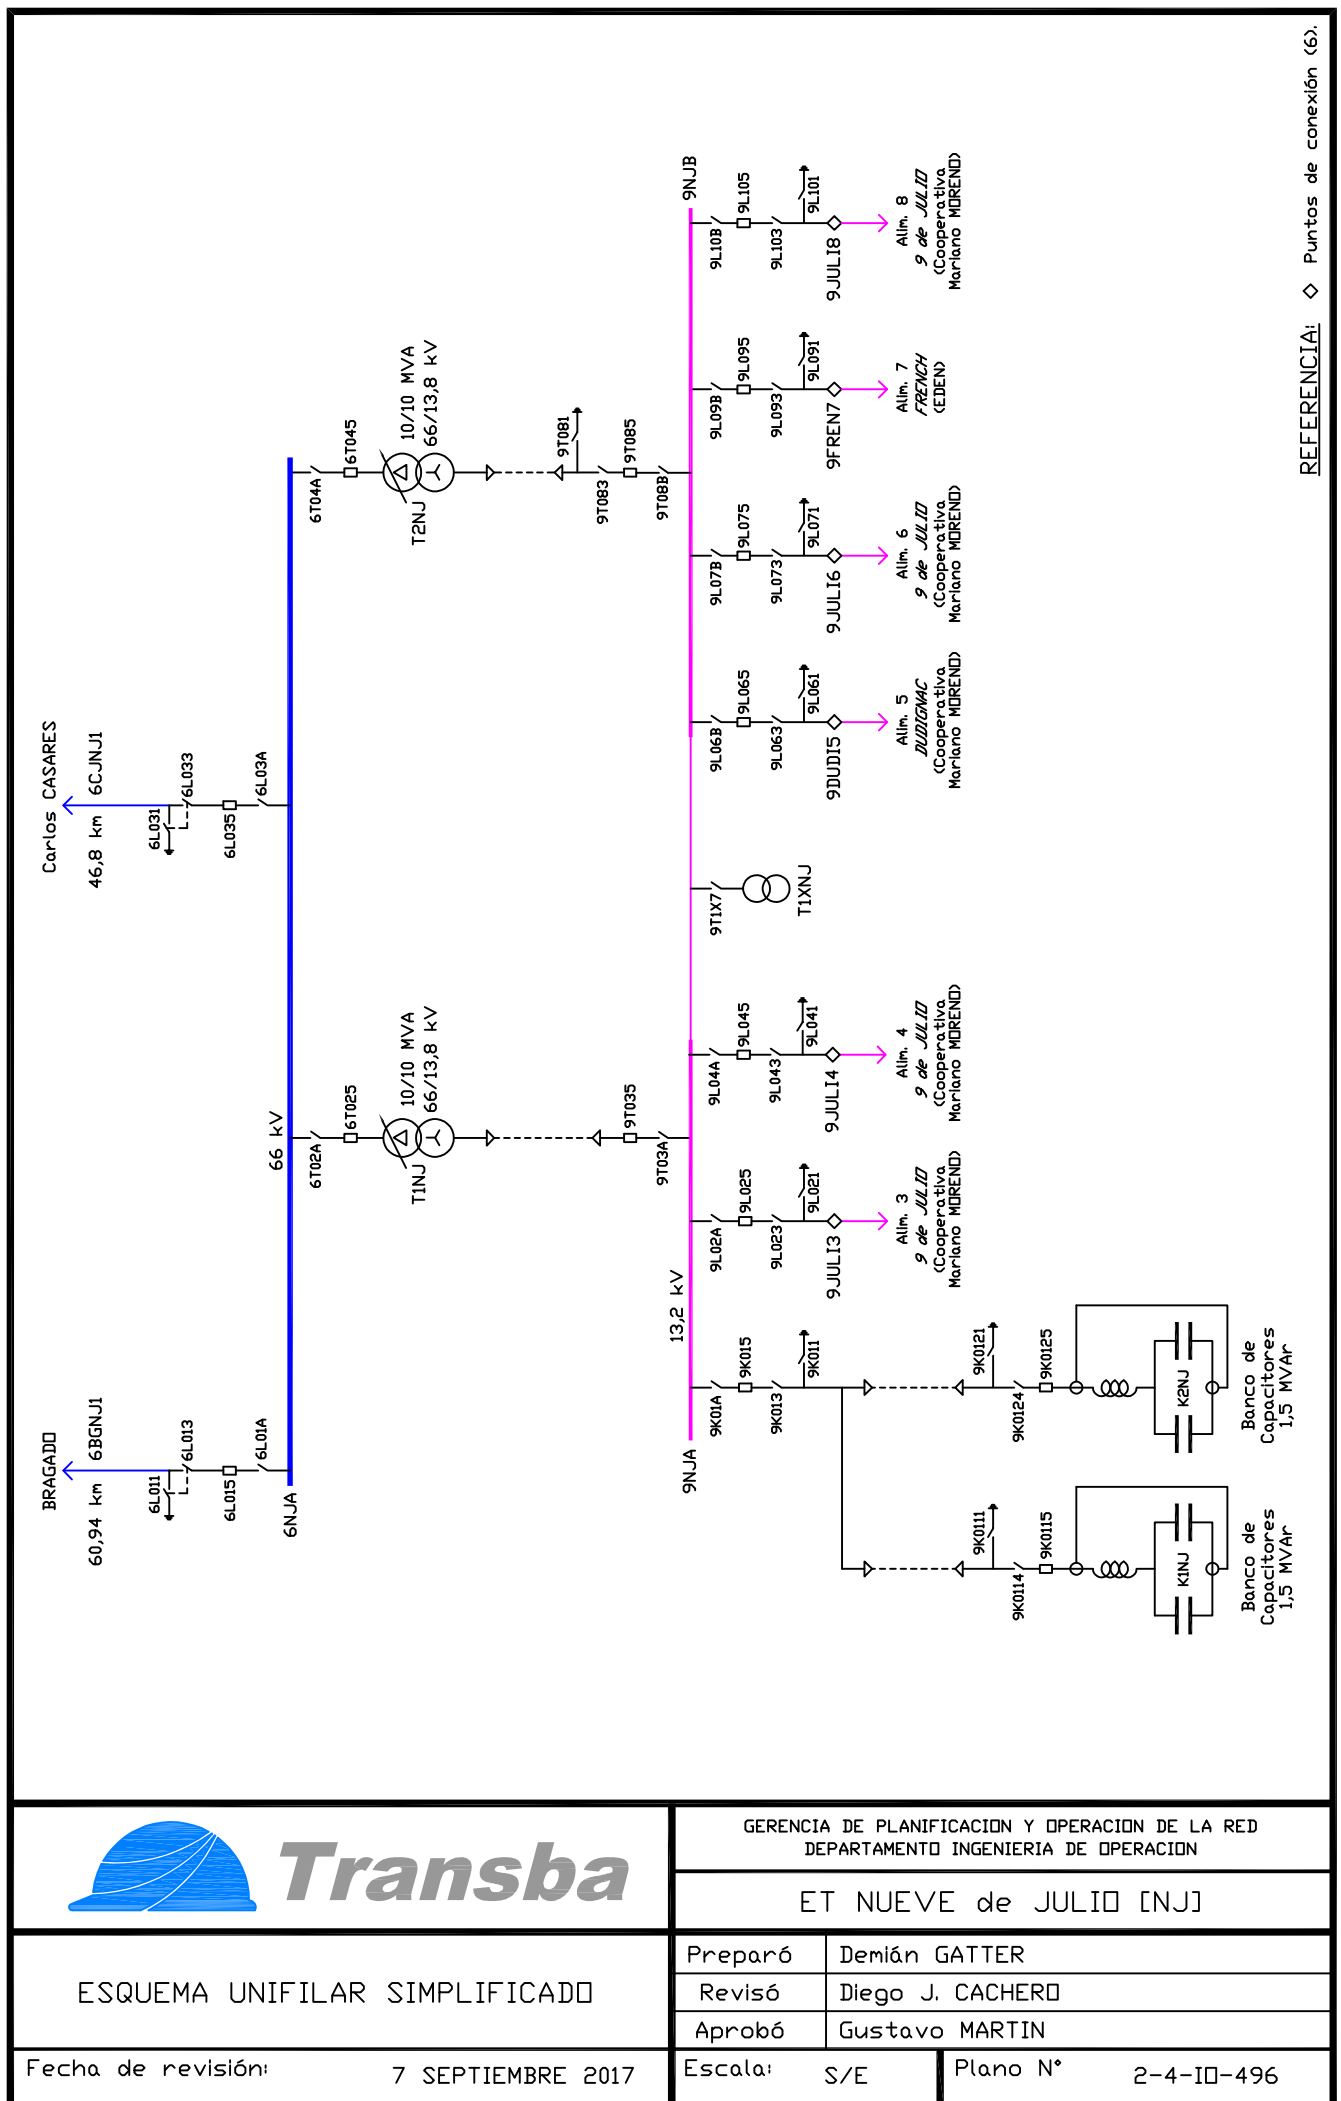 Carlos CASARES
46,8 km 6CJNJ1
6L031
6L033
6L035
6L03A
BRAGADO
60,94 km 6BGNJ1
6L011
6L013
6L015
6L01A
6NJA
66 kV
6T02A
6T025
T1NJ
10/10 MVA
66/13,8 kV
9T035
9T03A
6T04A
6T045
T2NJ
10/10 MVA
66/13,8 kV
9T081
9T083
9T085
9T08B
9NJA
13,2 kV
9NJB
9K01A
9K015
9K013
9K011
9K0111
9K0114
9K0115
K1NJ
Banco de
Capacitores
1,5 MVAr
9K0121
9K0124
9K0125
K2NJ
Banco de
Capacitores
1,5 MVAr
9L02A
9L025
9L023
9L021
9JULI3
Alim. 3
9 de JULIO
(Cooperativa
Mariano MORENO)
9L04A
9L045
9L043
9L041
9JULI4
Alim. 4
9 de JULIO
(Cooperativa
Mariano MORENO)
9T1X7
T1XNJ
9L06B
9L065
9L063
9L061
9DUDI5
Alim. 5
DUDIGNAC
(Cooperativa
Mariano MORENO)
9L07B
9L075
9L073
9L071
9JULI6
Alim. 6
9 de JULIO
(Cooperativa
Mariano MORENO)
9L09B
9L095
9L093
9L091
9FREN7
Alim. 7
FRENCH
(EDEN)
9L10B
9L105
9L103
9L101
9JULI8
Alim. 8
9 de JULIO
(Cooperativa
Mariano MORENO)
REFERENCIA: ◇ Puntos de conexión (6).
Transba
GERENCIA DE PLANIFICACION Y OPERACION DE LA RED
DEPARTAMENTO INGENIERIA DE OPERACION
ET NUEVE de JULIO [NJ]
ESQUEMA UNIFILAR SIMPLIFICADO
Preparó Demián GATTER
Revisó Diego J. CACHERO
Aprobó Gustavo MARTIN
Fecha de revisión: 7 SEPTIEMBRE 2017
Escala: S/E
Plano N° 2-4-IO-496